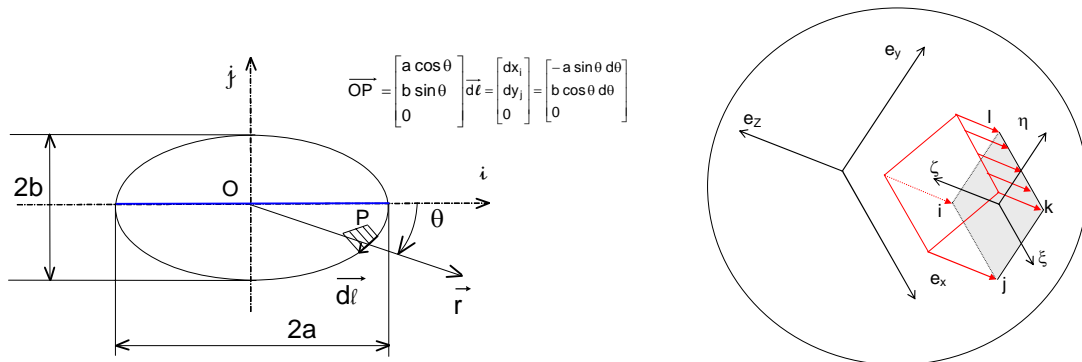 j
i
O
P
θ
2b
2a
dℓ
r
OP = [a cos θ
b sin θ
0] dℓ = [dx_i
dy_j
0] = [−a sin θ dθ
b cos θ dθ
0]
e_y
e_z
e_x
l
η
ζ
i
k
ξ
j